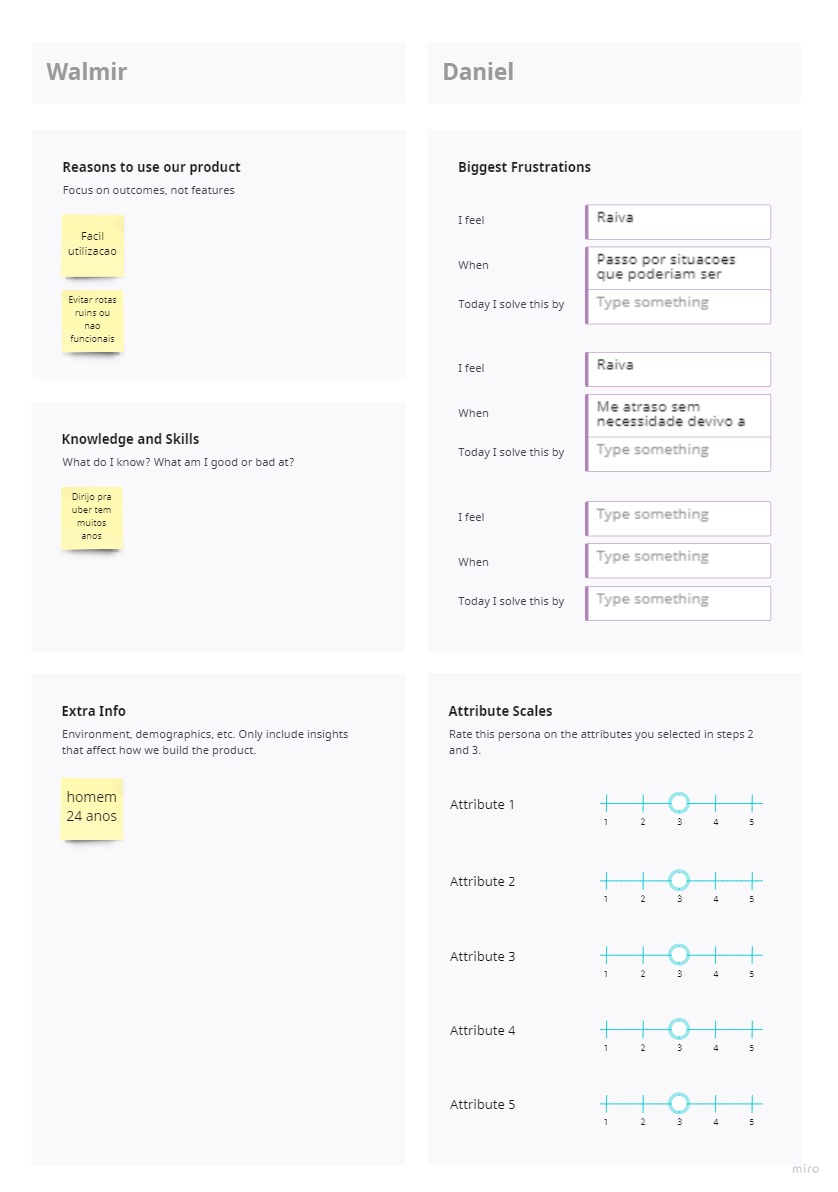 Walmir
Daniel
Reasons to use our product
Focus on outcomes, not features
Facil
utilizacao
Evitar rotas
ruins ou
nao
funcionais
Knowledge and Skills
What do I know? What am I good or bad at?
Dirijo pra
uber tem
muitos
anos
Extra Info
Environment, demographics, etc. Only include insights
that affect how we build the product.
homem
24 anos
Biggest Frustrations
I feel
Raiva
When
Passo por situacoes
que poderiam ser
Today I solve this by
Type something
I feel
Raiva
When
Me atraso sem
necessidade devivo a
Today I solve this by
Type something
I feel
Type something
When
Type something
Today I solve this by
Type something
Attribute Scales
Rate this persona on the attributes you selected in steps 2
and 3.
Attribute 1
1 2 3 4 5
Attribute 2
1 2 3 4 5
Attribute 3
1 2 3 4 5
Attribute 4
1 2 3 4 5
Attribute 5
1 2 3 4 5
miro